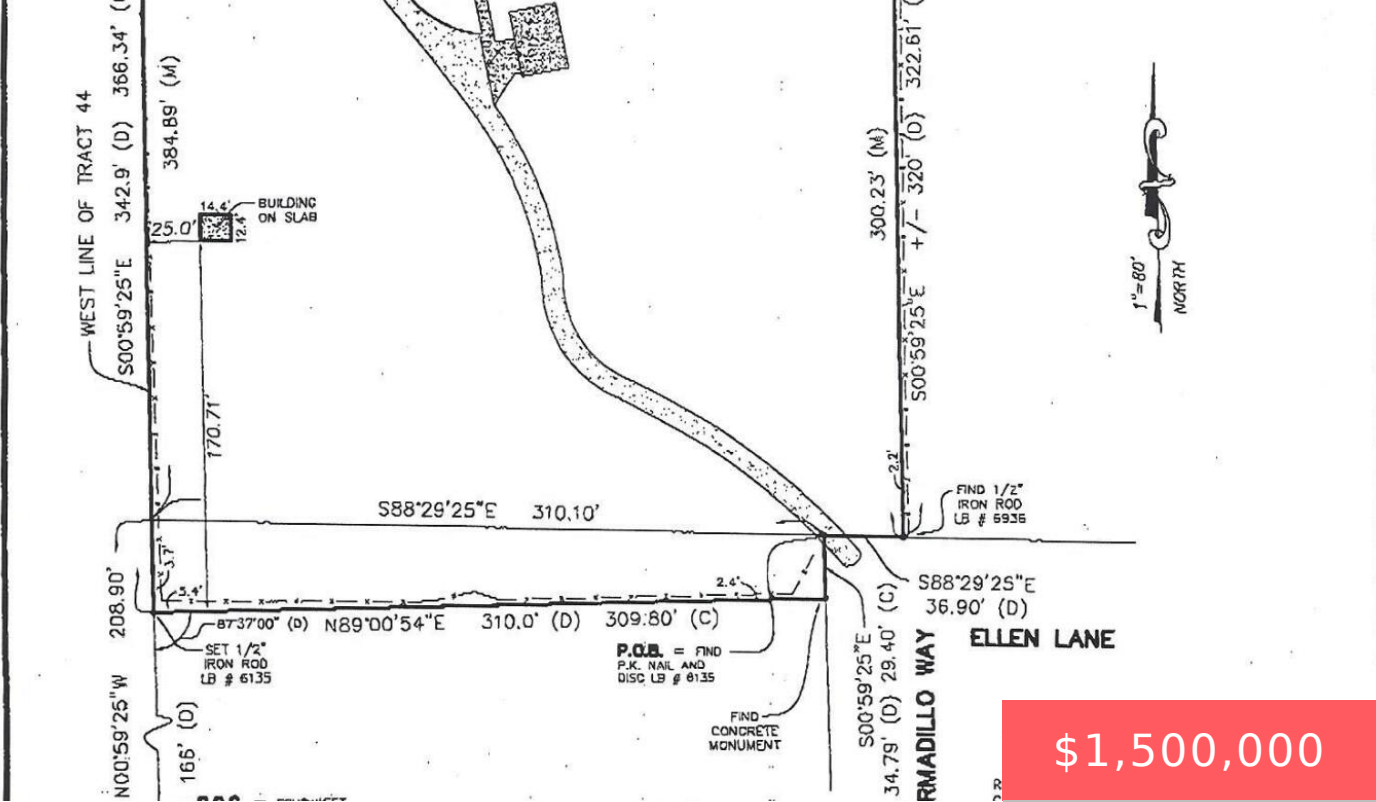 WEST LINE OF TRACT 44
S00°59'25"E 342.9' (D) 366.34'
384.89' (M)
14.4'
12.4'
25.0'
BUILDING
ON SLAB
170.71'
300.23' (M)
S00°59'25"E +/- 320' (D) 322.61'
1"=80'
NORTH
2.2'
FIND 1/2"
IRON ROD
LB # 6936
S88°29'25"E 310.10'
S88°29'25"E
36.90' (D)
ELLEN LANE
208.90'
3.7'
5.4'
2.4'
87°37'00" (D) N89°00'54"E 310.0' (D) 309.80' (C)
SET 1/2"
IRON ROD
LB # 6135
P.O.B. = FIND
P.K. NAIL AND
DISC LB # 6135
FIND
CONCRETE
MONUMENT
S00°59'25"E
34.79' (D) 29.40' (C)
RMADILLO WAY
N00°59'25"W
166' (D)
$1,500,000